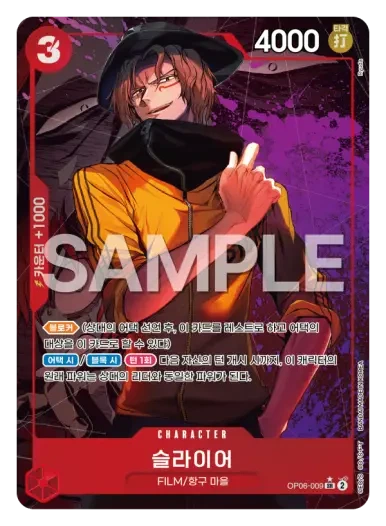 3
4000
타격
打
카운터 +1000
SAMPLE
블로커 (상대의 어택 선언 후, 이 카드를 레스트로 하고 어택의
대상을 이 카드로 할 수 있다)
어택 시 / 블록 시 턴 1회 다음 자신의 턴 개시 시까지, 이 캐릭터의
원래 파워는 상대의 리더와 동일한 파워가 된다.
CHARACTER
슬라이어
FILM/항구 마을
OP06-009 SR 2